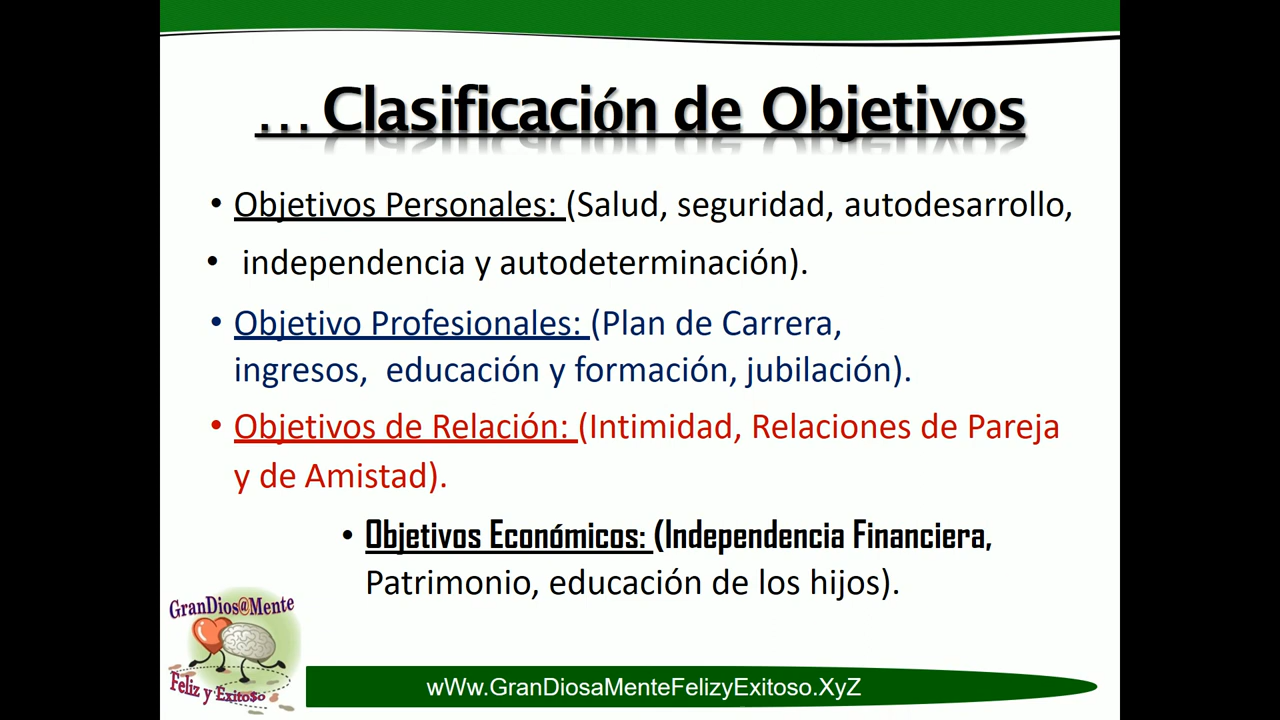 … Clasificación de Objetivos
• Objetivos Personales: (Salud, seguridad, autodesarrollo,
• independencia y autodeterminación).
• Objetivo Profesionales: (Plan de Carrera,
ingresos, educación y formación, jubilación).
• Objetivos de Relación: (Intimidad, Relaciones de Pareja
y de Amistad).
• Objetivos Económicos: (Independencia Financiera,
Patrimonio, educación de los hijos).
GranDios@Mente
Feliz y Exito$o
wWw.GranDiosaMenteFelizyExitoso.XyZ